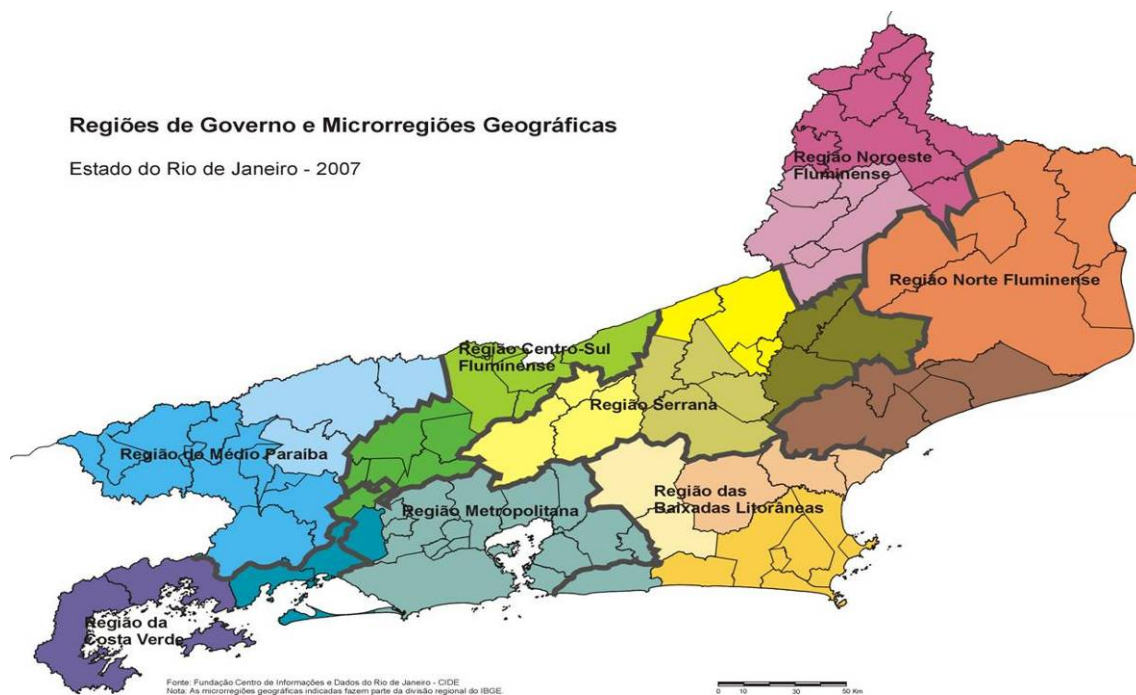 Regiões de Governo e Microrregiões Geográficas
Estado do Rio de Janeiro - 2007
Região Noroeste
Fluminense
Região Norte Fluminense
Região Centro-Sul
Fluminense
Região Serrana
Região do Médio Paraíba
Região das
Baixadas Litorâneas
Região Metropolitana
Região da
Costa Verde
Fonte: Fundação Centro de Informações e Dados do Rio de Janeiro - CIDE
Nota: As microrregiões geográficas indicadas fazem parte da divisão regional do IBGE.
0 10 20 30 40 50 Km